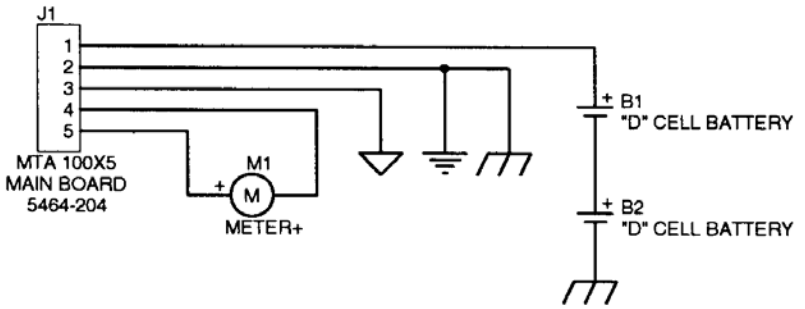 J1
1
2
3
4
5
MTA 100X5
MAIN BOARD
5464-204
M1
+
M
METER+
+ B1
"D" CELL BATTERY
+ B2
"D" CELL BATTERY